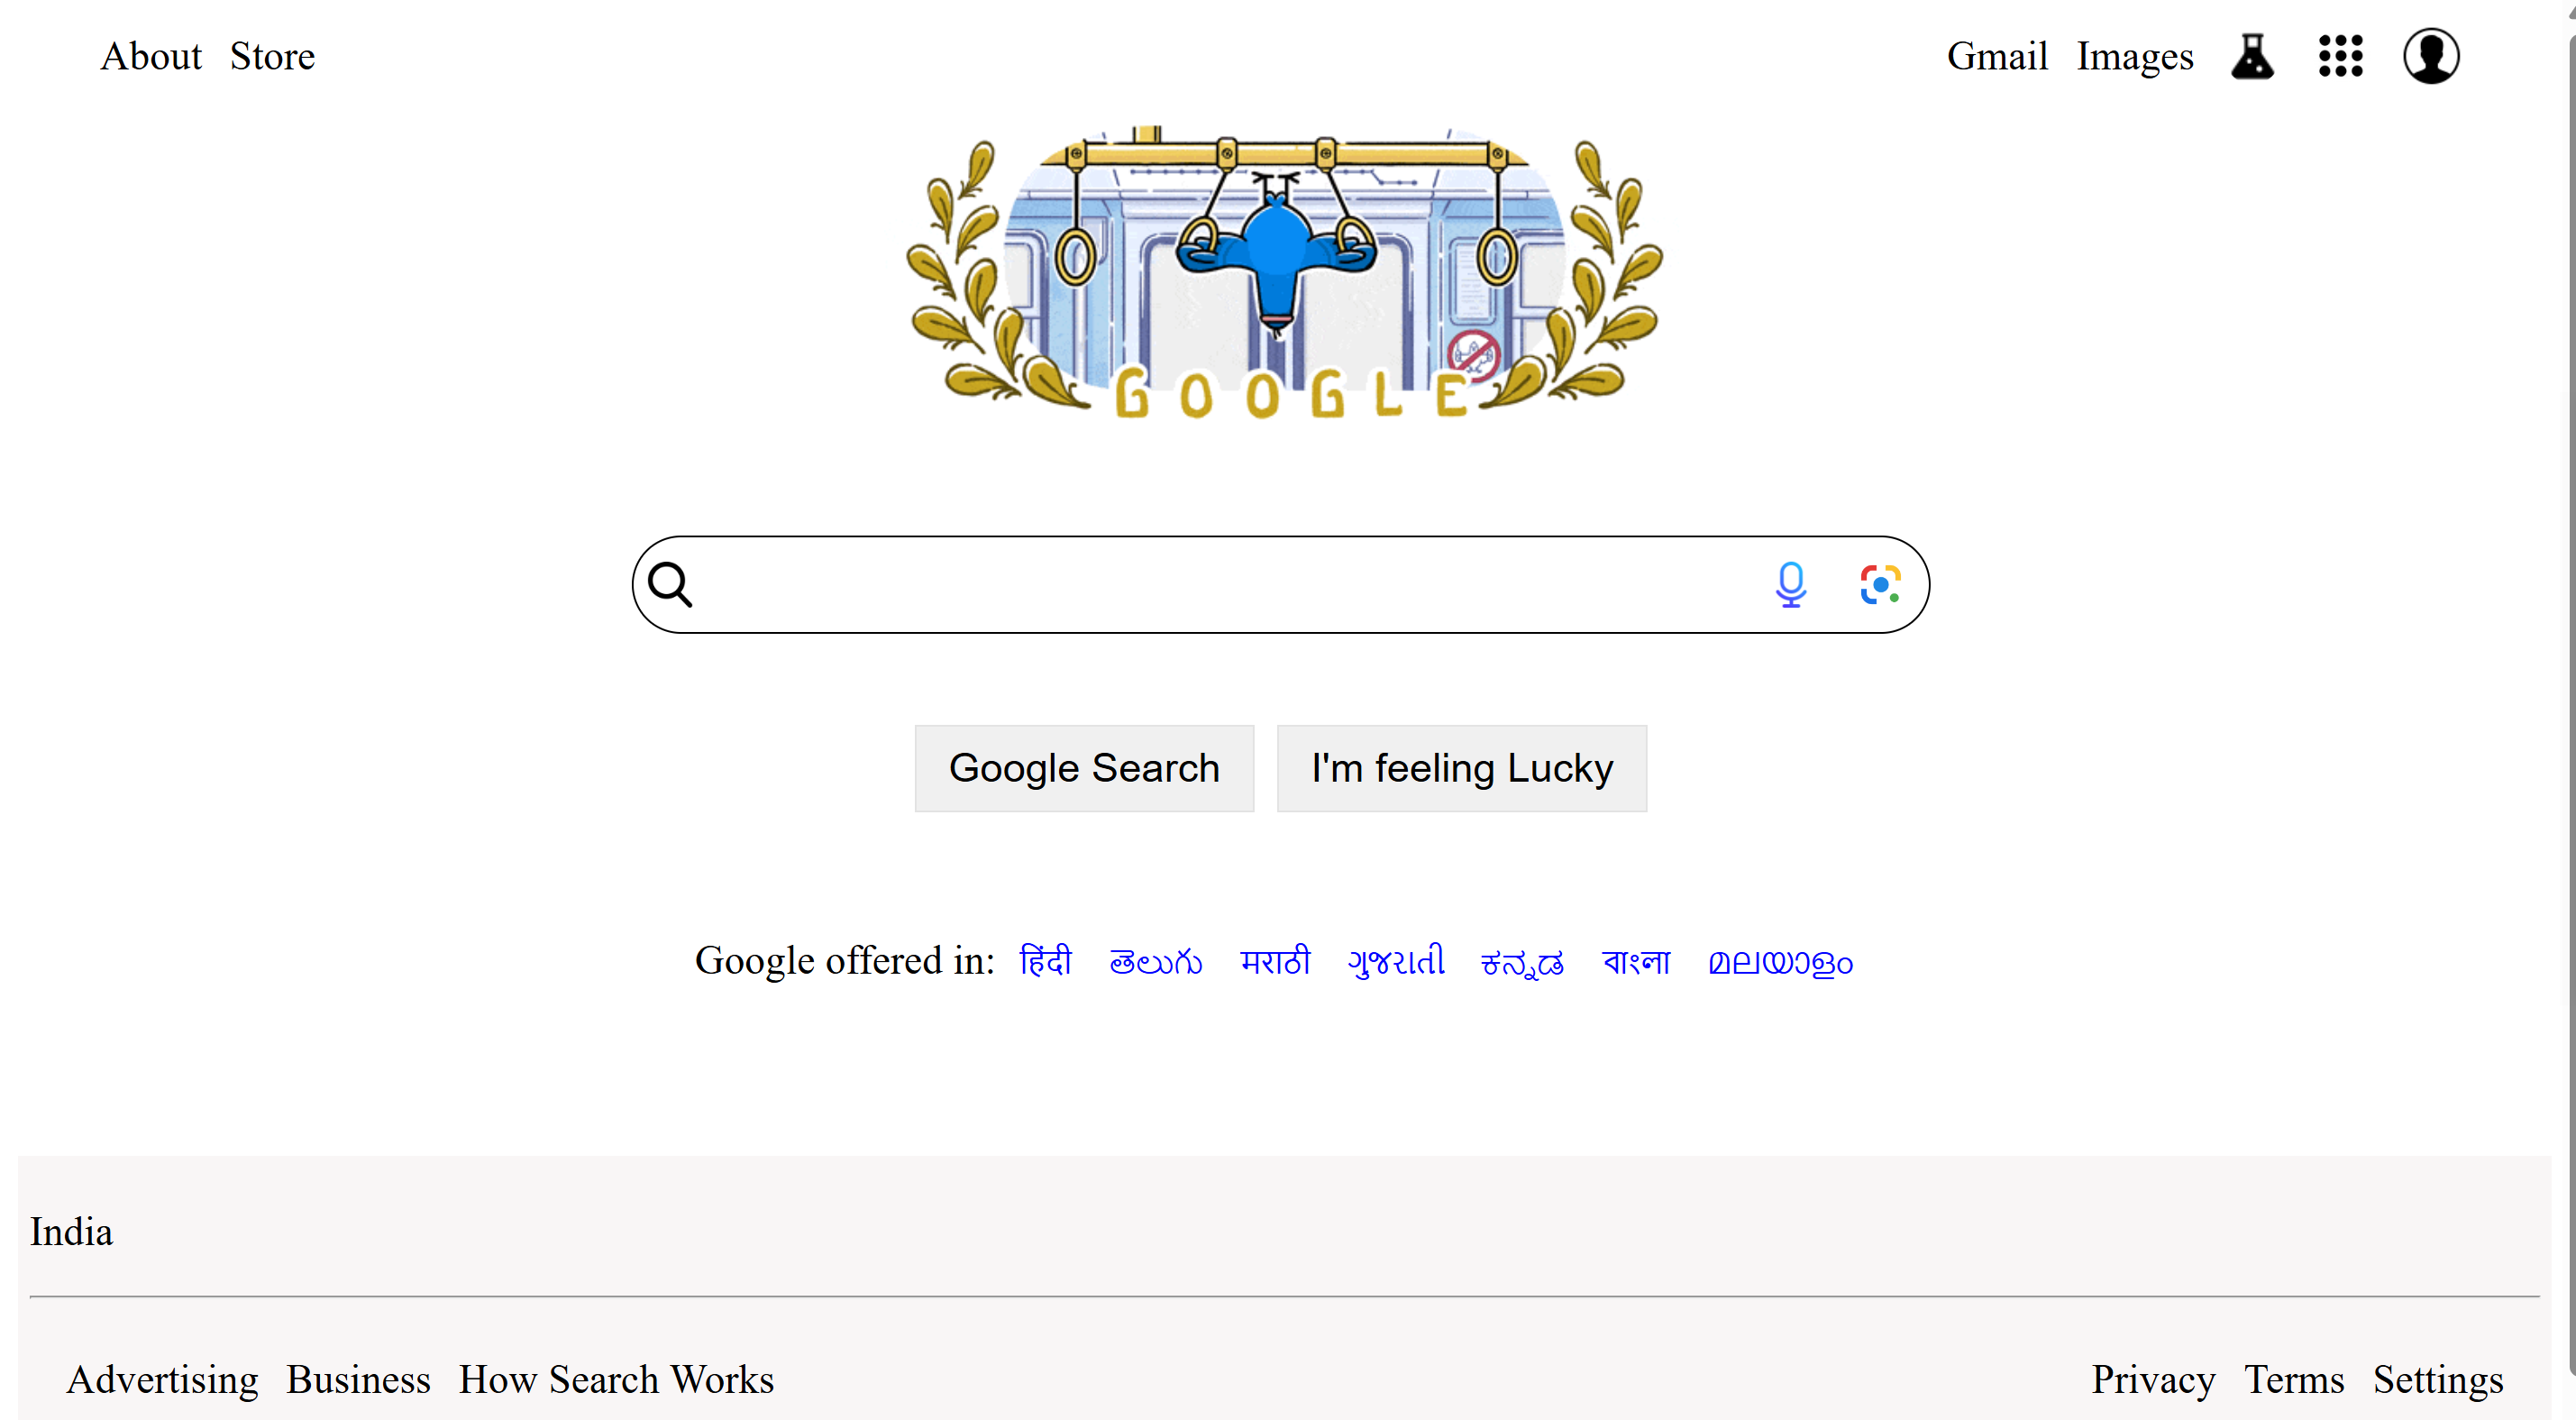 About Store
Gmail Images
GOOGLE
Google Search
I'm feeling Lucky
Google offered in: हिंदी తెలుగు मराठी ગુજરાતી ಕನ್ನಡ বাংলা മലയാളം
India
Advertising Business How Search Works
Privacy Terms Settings